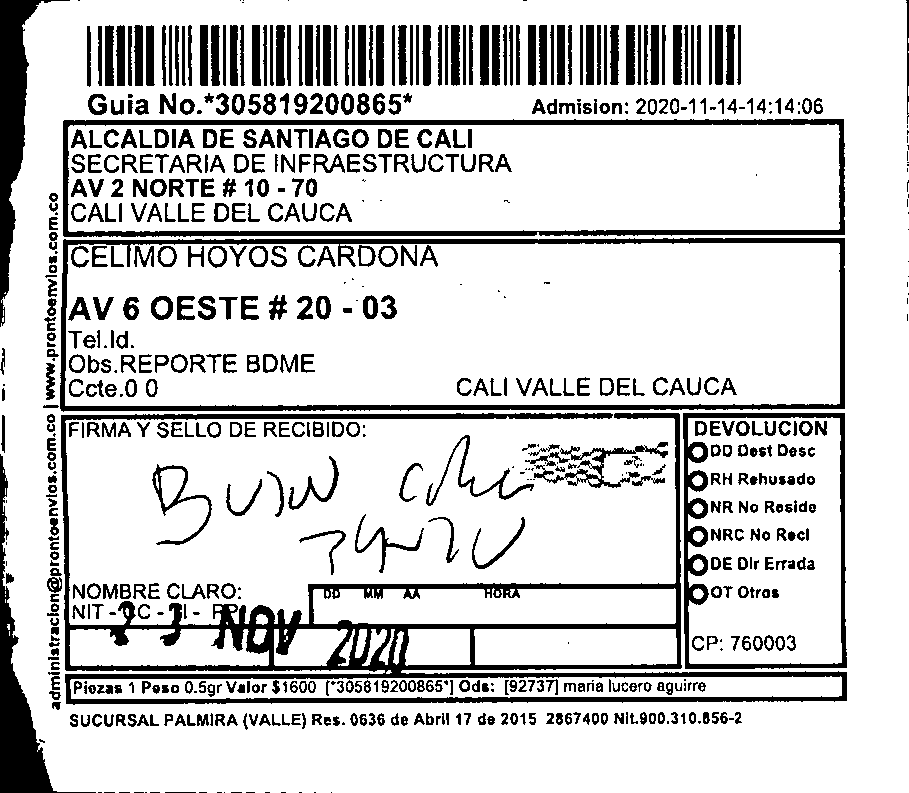 Guia No.*305819200865*
Admision: 2020-11-14-14:14:06
ALCALDIA DE SANTIAGO DE CALI
SECRETARIA DE INFRAESTRUCTURA
AV 2 NORTE # 10 - 70
CALI VALLE DEL CAUCA
CELIMO HOYOS CARDONA
AV 6 OESTE # 20 - 03
Tel.Id.
Obs.REPORTE BDME
Ccte.0 0
CALI VALLE DEL CAUCA
administracion@prontoenvios.com.co | www.prontoenvios.com.co
FIRMA Y SELLO DE RECIBIDO:
DEVOLUCION
DD Dest Desc
RH Rehusado
NR No Reside
NRC No Recl
DE Dir Errada
OT Otros
CP: 760003
NOMBRE CLARO:
DD MM AA HORA
23 NOV 2020
Piezas 1 Peso 0.5gr Valor $1600 [*305819200865*] Ods: [92737] maria lucero aguirre
SUCURSAL PALMIRA (VALLE) Res. 0636 de Abril 17 de 2015 2867400 Nit.900.310.856-2